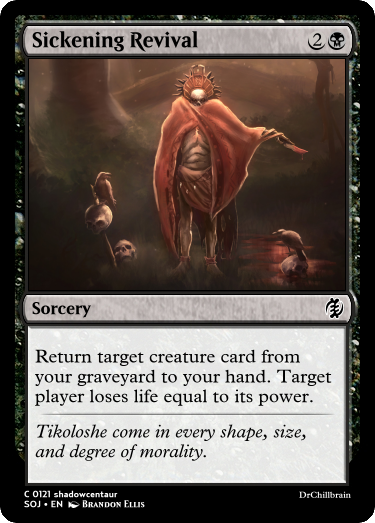 Sickening Revival 2
Sorcery
Return target creature card from
your graveyard to your hand. Target
player loses life equal to its power.
Tikoloshe come in every shape, size,
and degree of morality.
C 0121 shadowcentaur DrChillbrain
SOJ • EN Brandon Ellis